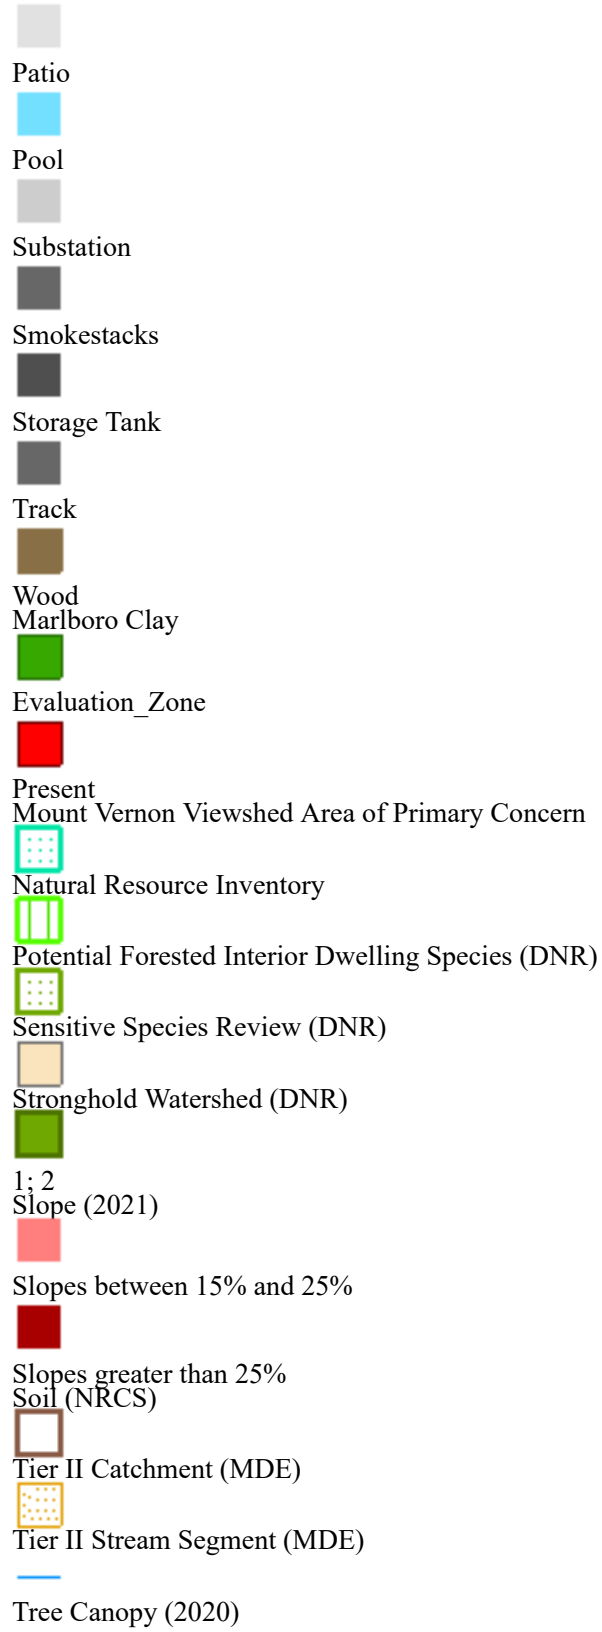 Patio
Pool
Substation
Smokestacks
Storage Tank
Track
Wood
Marlboro Clay
Evaluation_Zone
Present
Mount Vernon Viewshed Area of Primary Concern
Natural Resource Inventory
Potential Forested Interior Dwelling Species (DNR)
Sensitive Species Review (DNR)
Stronghold Watershed (DNR)
1; 2
Slope (2021)
Slopes between 15% and 25%
Slopes greater than 25%
Soil (NRCS)
Tier II Catchment (MDE)
Tier II Stream Segment (MDE)
Tree Canopy (2020)